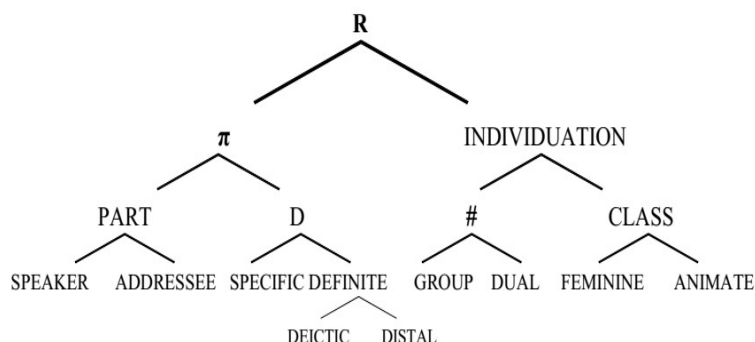 R
π INDIVIDUATION
PART D # CLASS
SPEAKER ADDRESSEE SPECIFIC DEFINITE GROUP DUAL FEMININE ANIMATE
DEICTIC DISTAL